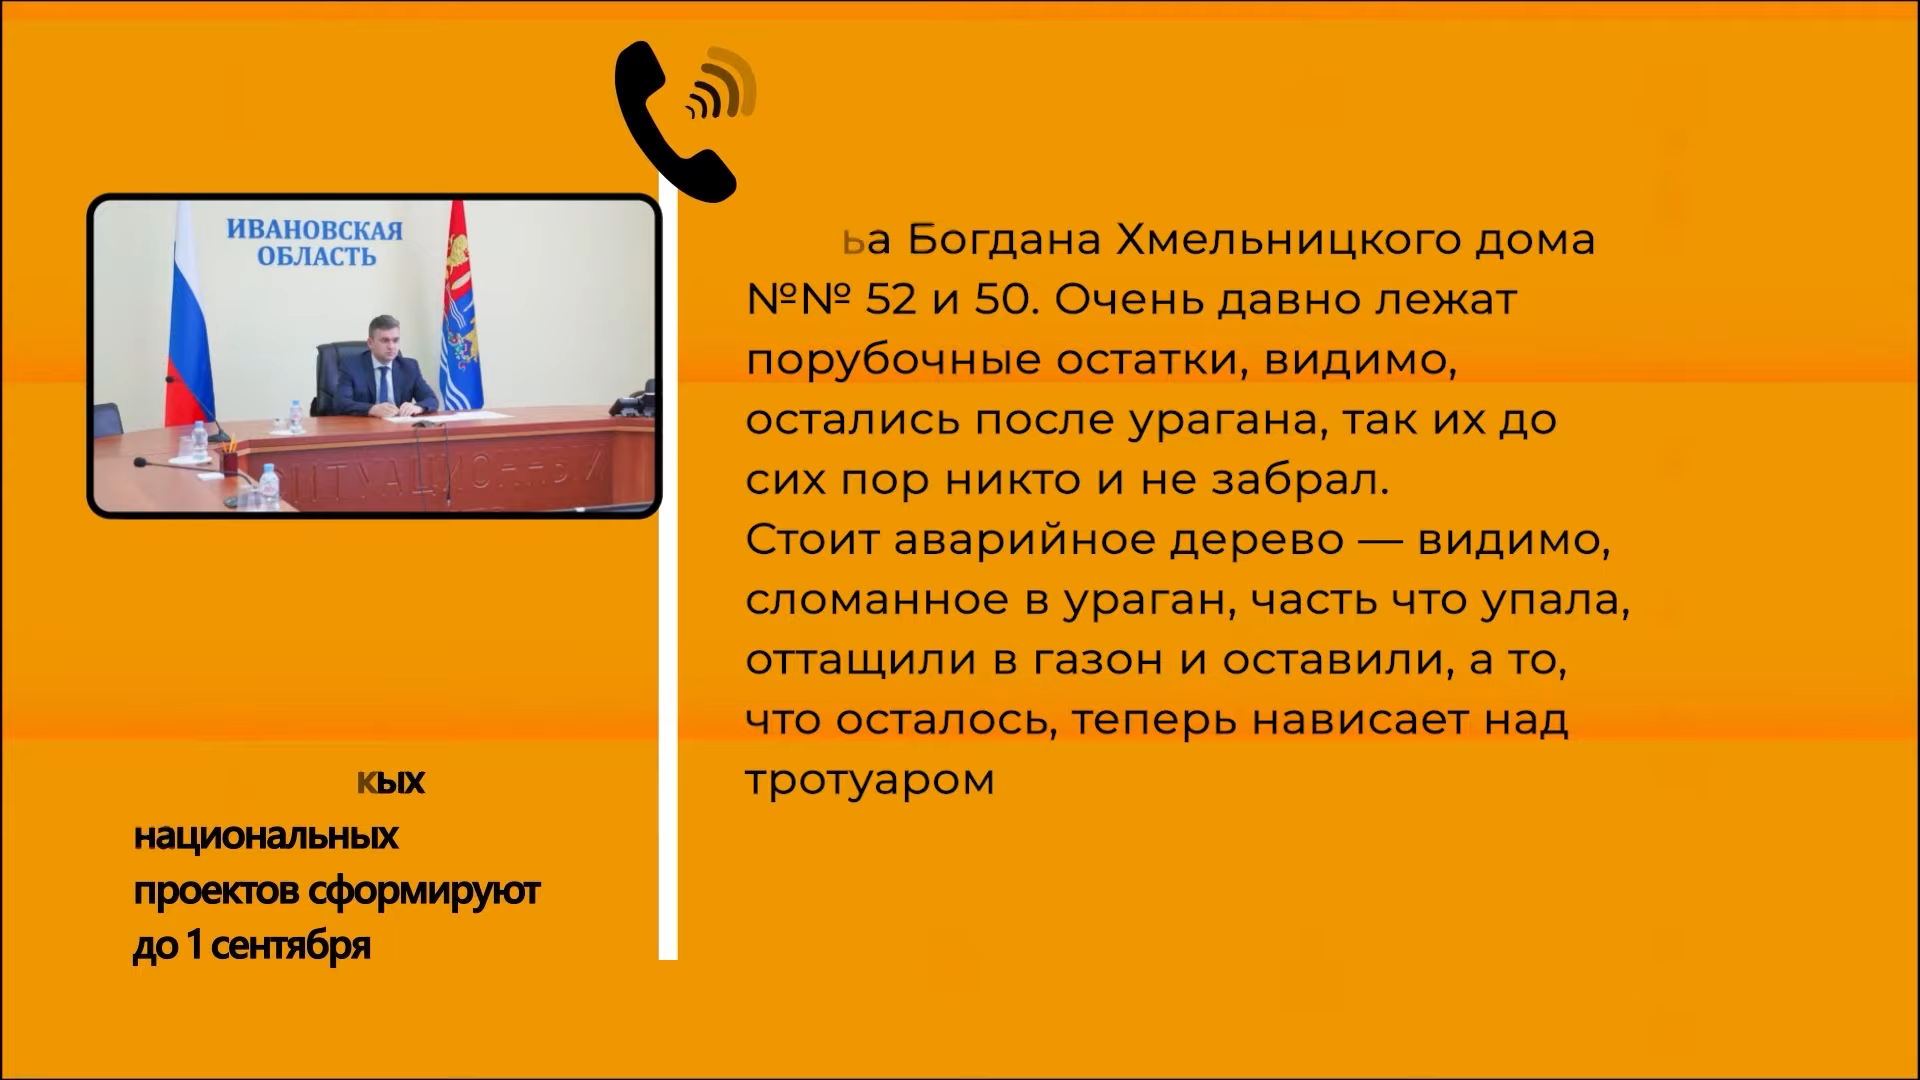 ИВАНОВСКАЯ
ОБЛАСТЬ
национальных
проектов сформируют
до 1 сентября
Богдана Хмельницкого дома
№№ 52 и 50. Очень давно лежат
порубочные остатки, видимо,
остались после урагана, так их до
сих пор никто и не забрал.
Стоит аварийное дерево — видимо,
сломанное в ураган, часть что упала,
оттащили в газон и оставили, а то,
что осталось, теперь нависает над
тротуаром